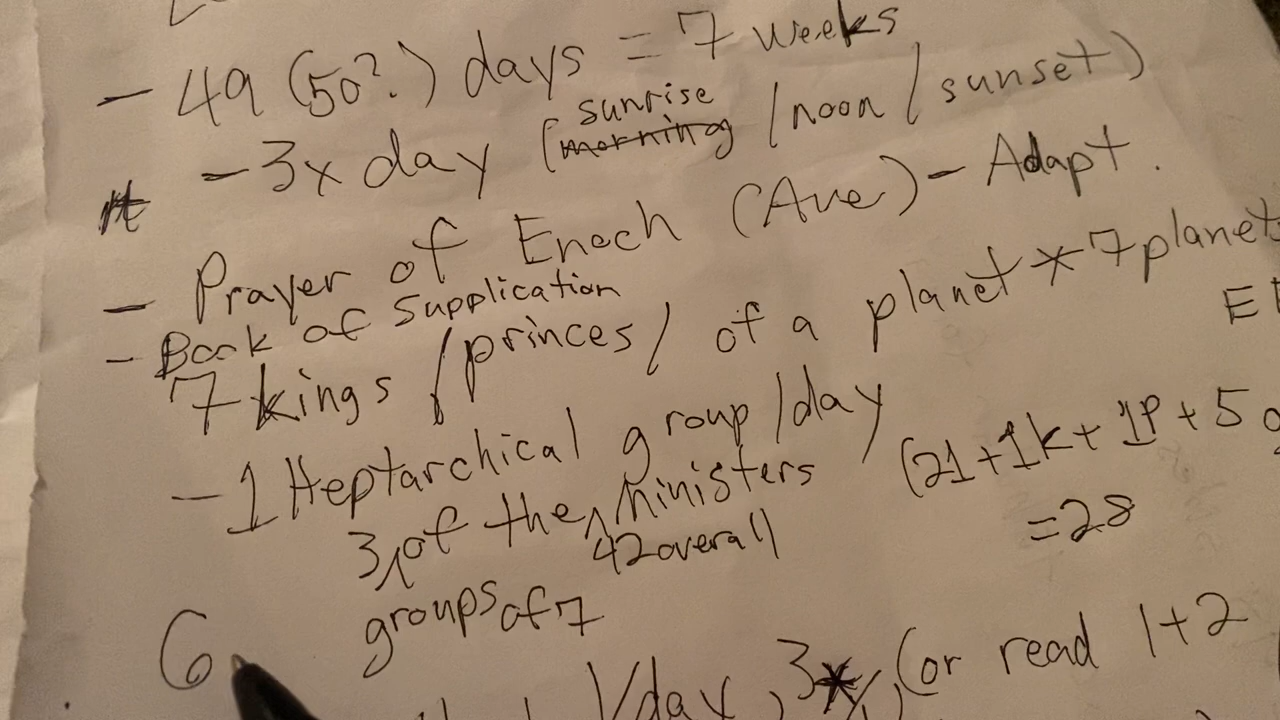 - 49 (50?) days = 7 weeks
- 3x day (morning sunrise / noon / sunset)
- Prayer of Enoch (Ave) - Adapt.
- Book of Supplication
7 kings / princes / of a planet * 7 planet
- 1 Heptarchical group / day
(21 + 1k + 1P + 5
= 28
3 groups of 7 of the 42 overall ministers
6
1/day, 3* (or read 1 + 2